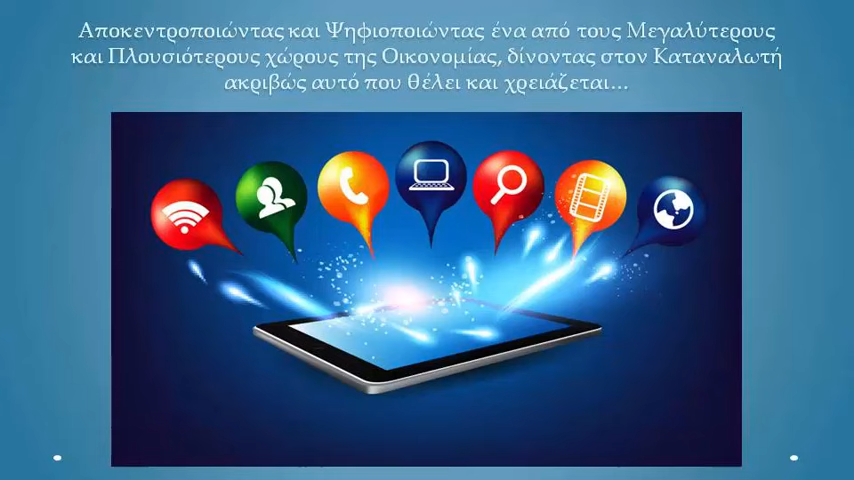 Αποκεντροποιώντας και Ψηφιοποιώντας ένα από τους Μεγαλύτερους
και Πλουσιότερους χώρους της Οικονομίας, δίνοντας στον Καταναλωτή
ακριβώς αυτό που θέλει και χρειάζεται...